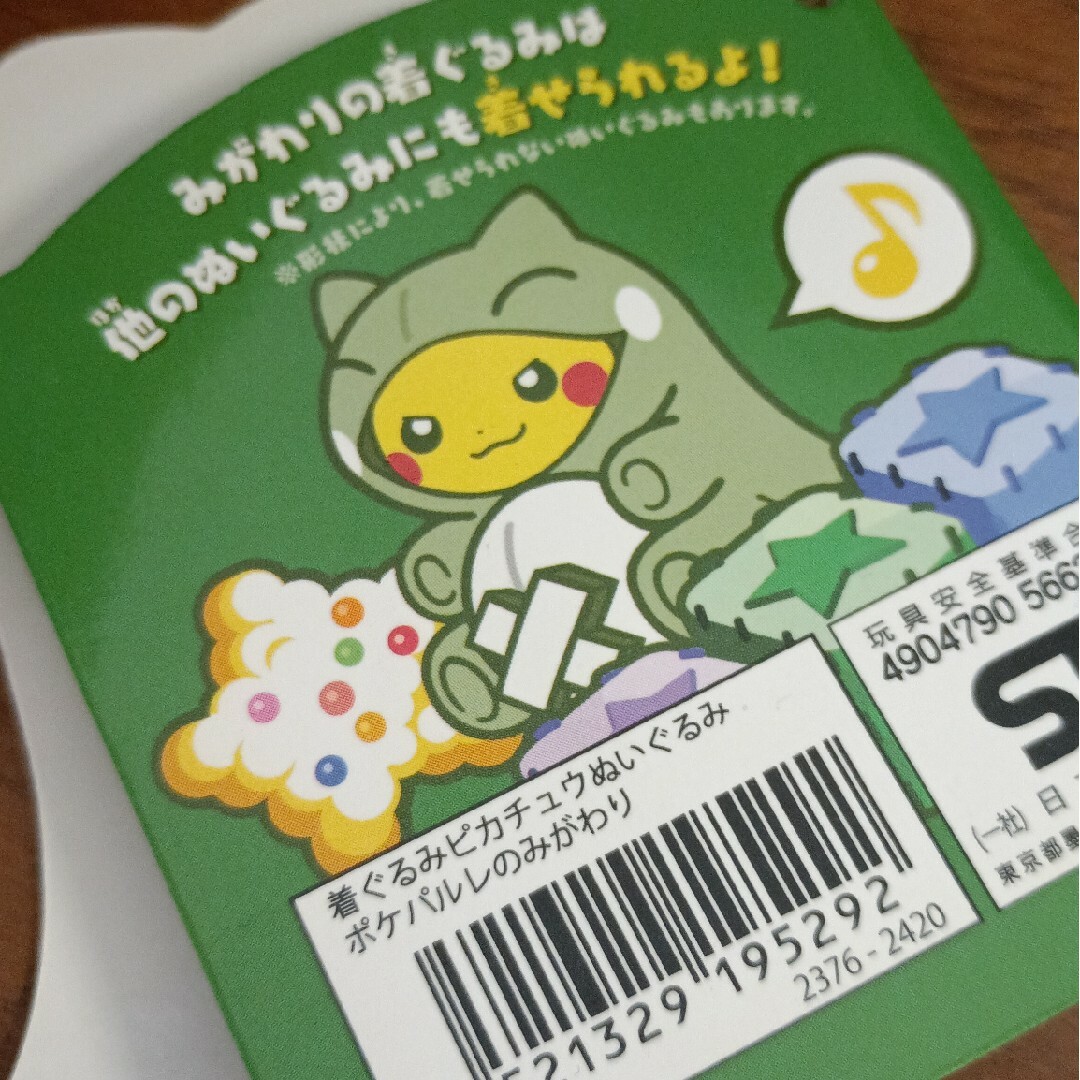 みがわりの着ぐるみは
他のぬいぐるみにも着せられるよ！
※形状により、着せられないぬいぐるみもあります。
着ぐるみピカチュウぬいぐるみ
ポケパルレのみがわり
521329 195292
2376-2420
玩具安全基準合
4904790 566
ST
(一社) 日
東京都墨